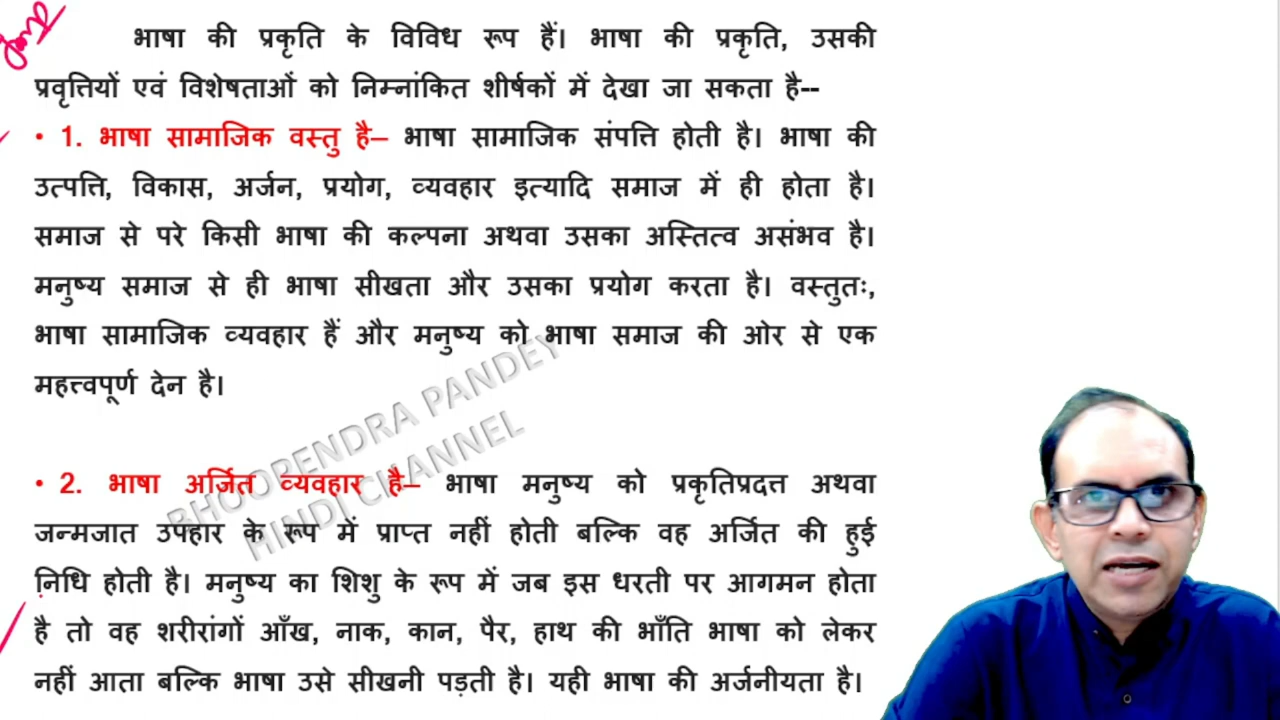 भाषा की प्रकृति के विविध रूप हैं। भाषा की प्रकृति, उसकी
प्रवृत्तियों एवं विशेषताओं को निम्नांकित शीर्षकों में देखा जा सकता है--
• 1. भाषा सामाजिक वस्तु है– भाषा सामाजिक संपत्ति होती है। भाषा की
उत्पत्ति, विकास, अर्जन, प्रयोग, व्यवहार इत्यादि समाज में ही होता है।
समाज से परे किसी भाषा की कल्पना अथवा उसका अस्तित्व असंभव है।
मनुष्य समाज से ही भाषा सीखता और उसका प्रयोग करता है। वस्तुतः,
भाषा सामाजिक व्यवहार हैं और मनुष्य को भाषा समाज की ओर से एक
महत्त्वपूर्ण देन है।
BHOOPENDRA PANDEY
HINDI CHANNEL
• 2. भाषा अर्जित व्यवहार है– भाषा मनुष्य को प्रकृतिप्रदत्त अथवा
जन्मजात उपहार के रूप में प्राप्त नहीं होती बल्कि वह अर्जित की हुई
निधि होती है। मनुष्य का शिशु के रूप में जब इस धरती पर आगमन होता
है तो वह शरीरांगों आँख, नाक, कान, पैर, हाथ की भाँति भाषा को लेकर
नहीं आता बल्कि भाषा उसे सीखनी पड़ती है। यही भाषा की अर्जनीयता है।